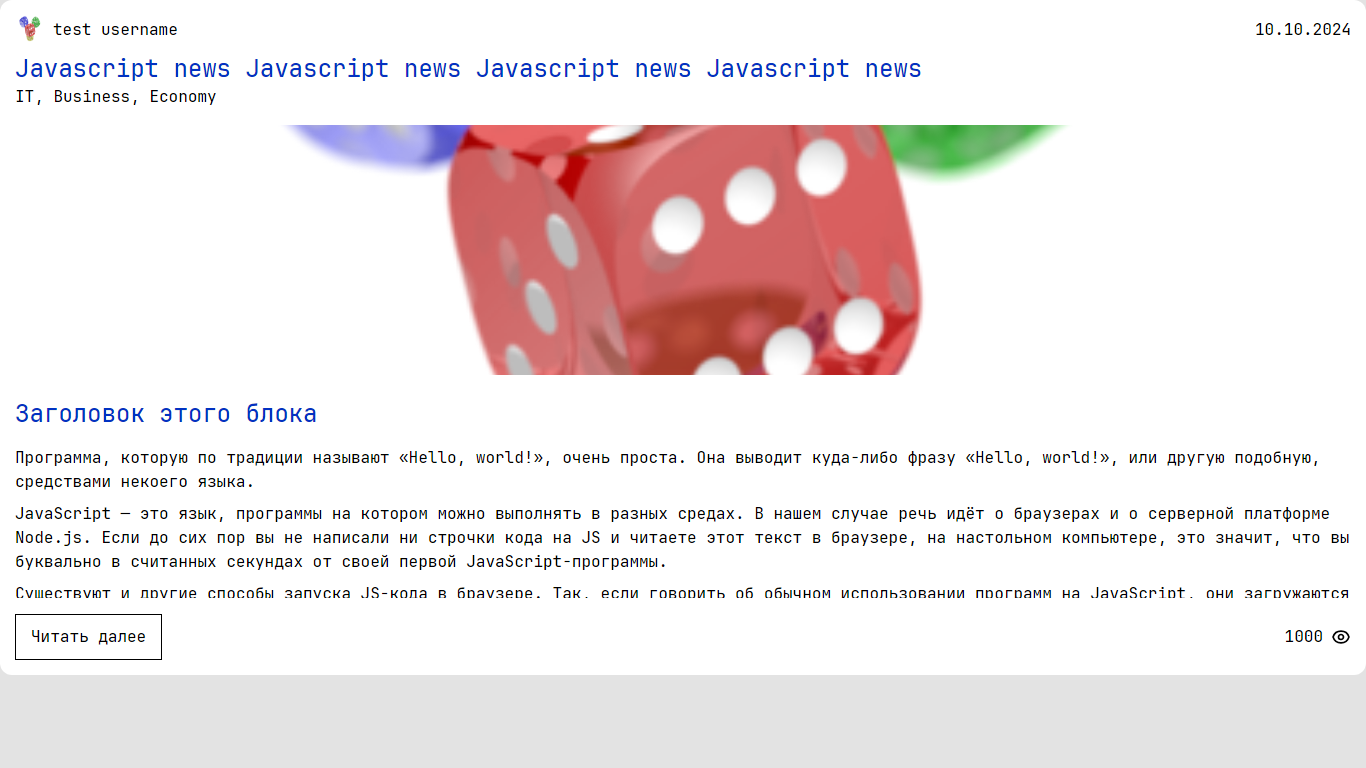 test username
10.10.2024
Javascript news Javascript news Javascript news Javascript news
IT, Business, Economy
Заголовок этого блока
Программа, которую по традиции называют «Hello, world!», очень проста. Она выводит куда-либо фразу «Hello, world!», или другую подобную,
средствами некоего языка.
JavaScript — это язык, программы на котором можно выполнять в разных средах. В нашем случае речь идёт о браузерах и о серверной платформе
Node.js. Если до сих пор вы не написали ни строчки кода на JS и читаете этот текст в браузере, на настольном компьютере, это значит, что вы
буквально в считанных секундах от своей первой JavaScript-программы.
Существуют и другие способы запуска JS-кода в браузере. Так, если говорить об обычном использовании программ на JavaScript, они загружаются
Читать далее
1000